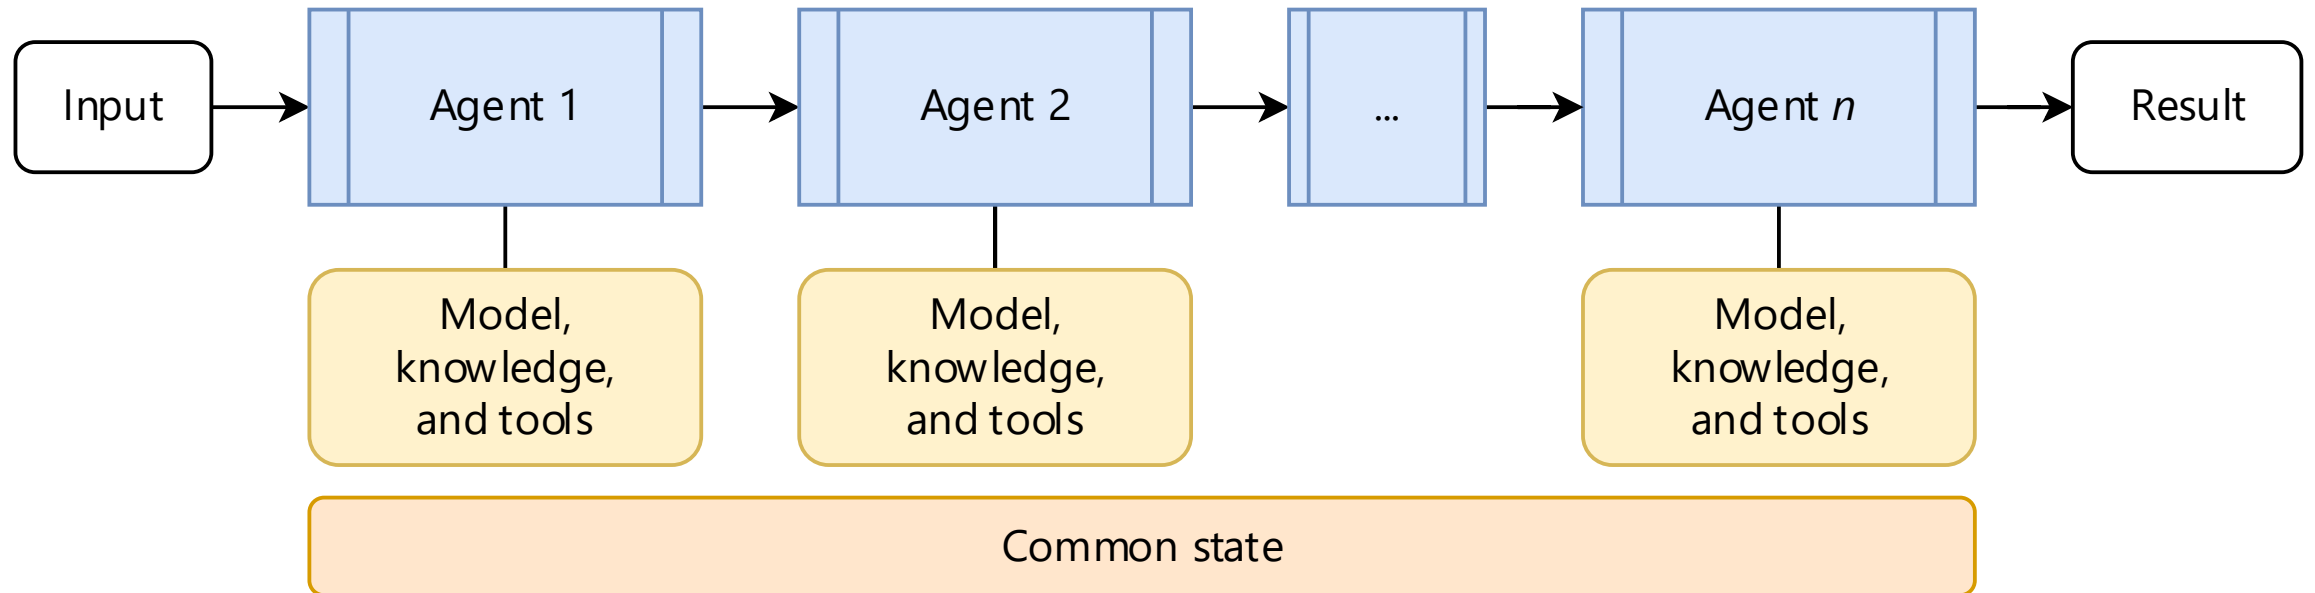 Input
Agent 1
Agent 2
...
Agent n
Result
Model,
knowledge,
and tools
Model,
knowledge,
and tools
Model,
knowledge,
and tools
Common state